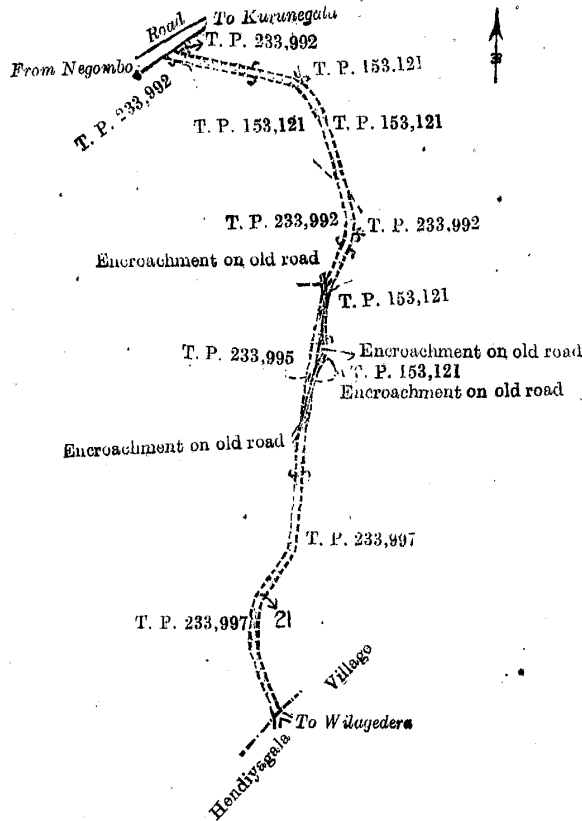 Road
To Kurunegala
T. P. 233,992
From Negombo
T. P. 153,121
T. P. 233,992
T. P. 153,121
T. P. 153,121
T. P. 233,992
T. P. 233,992
Encroachment on old road
T. P. 153,121
T. P. 233,995
Encroachment on old road
T. P. 153,121
Encroachment on old road
Encroachment on old road
T. P. 233,997
T. P. 233,997
21
Village
To Wilagedera
Hendiyagala